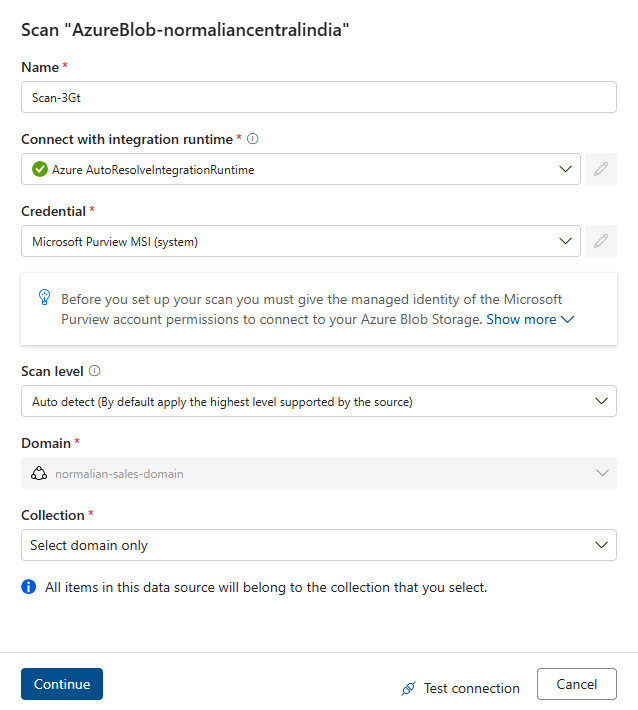 Scan "AzureBlob-normaliancentralindia"
Name *
Scan-3Gt
Connect with integration runtime *
Azure AutoResolveIntegrationRuntime
Credential *
Microsoft Purview MSI (system)
Before you set up your scan you must give the managed identity of the Microsoft
Purview account permissions to connect to your Azure Blob Storage. Show more
Scan level
Auto detect (By default apply the highest level supported by the source)
Domain *
normalian-sales-domain
Collection *
Select domain only
All items in this data source will belong to the collection that you select.
Continue
Test connection
Cancel